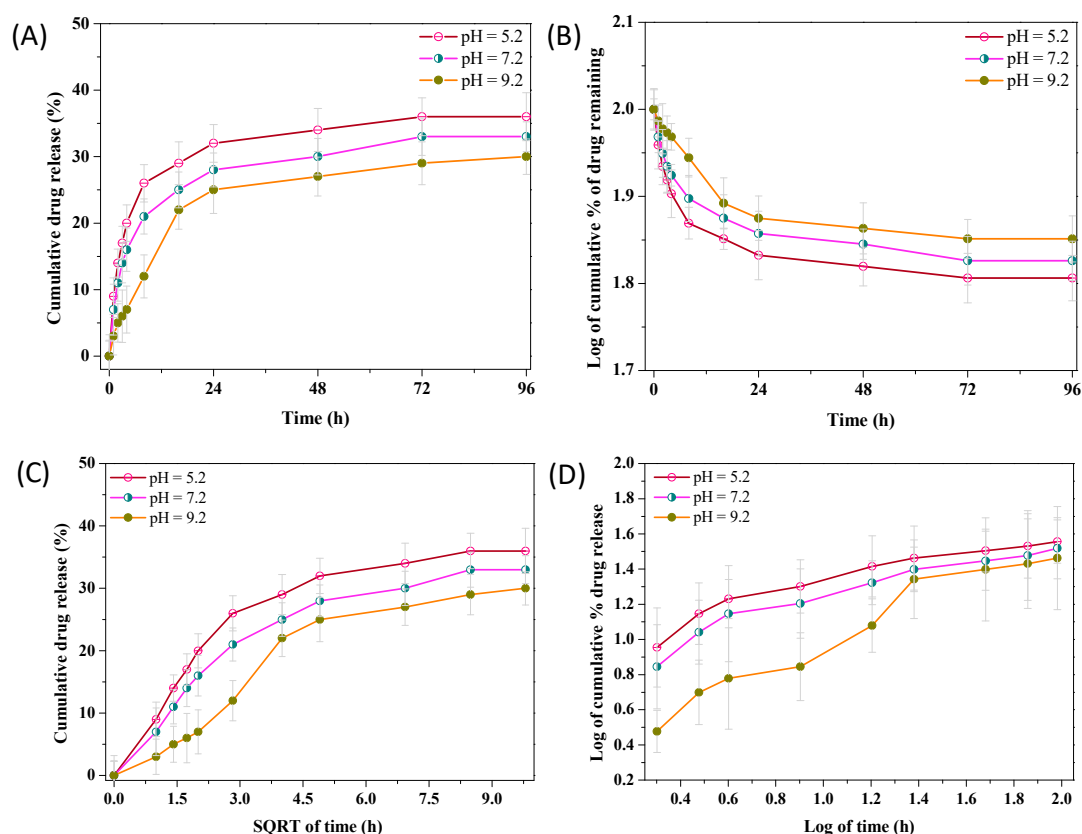 (A)
50
40
30
20
10
0
Cumulative drug release (%)
pH = 5.2
pH = 7.2
pH = 9.2
0 24 48 72 96
Time (h)
(B)
2.1
2.0
1.9
1.8
1.7
Log of cumulative % of drug remaining
pH = 5.2
pH = 7.2
pH = 9.2
0 24 48 72 96
Time (h)
(C)
50
40
30
20
10
0
Cumulative drug release (%)
pH = 5.2
pH = 7.2
pH = 9.2
0.0 1.5 3.0 4.5 6.0 7.5 9.0
SQRT of time (h)
(D)
2.0
1.8
1.6
1.4
1.2
1.0
0.8
0.6
0.4
0.2
Log of cumulative % drug release
pH = 5.2
pH = 7.2
pH = 9.2
0.4 0.6 0.8 1.0 1.2 1.4 1.6 1.8 2.0
Log of time (h)